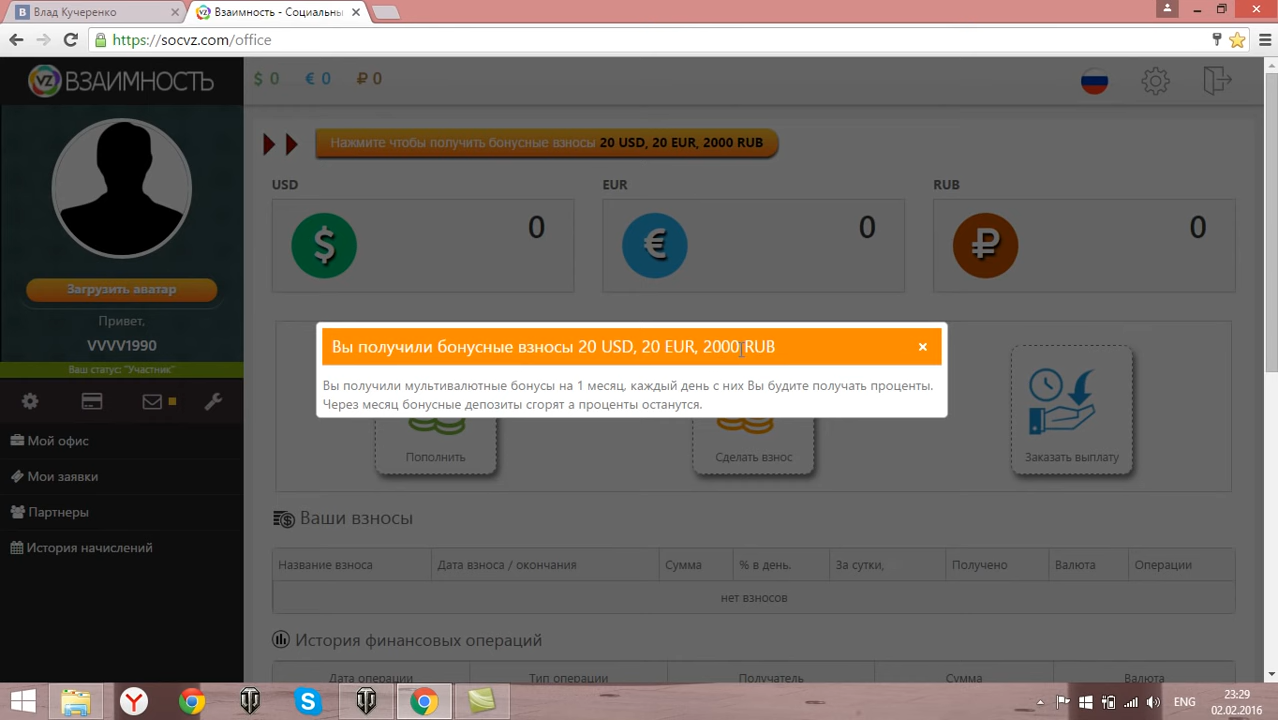 Влад Кучеренко
Взаимность - Социальны
https://socvz.com/office
VZ ВЗАИМНОСТЬ
$ 0 € 0 ₽ 0
Нажмите чтобы получить бонусные взносы 20 USD, 20 EUR, 2000 RUB
USD EUR RUB
$ 0 € 0 ₽ 0
Загрузить аватар
Привет,
VVVV1990
Ваш статус: "Участник"
Вы получили бонусные взносы 20 USD, 20 EUR, 2000 RUB
Вы получили мультивалютные бонусы на 1 месяц, каждый день с них Вы будите получать проценты.
Через месяц бонусные депозиты сгорят а проценты останутся.
Пополнить Сделать взнос Заказать выплату
Мой офис
Мои заявки
Партнеры
История начислений
Ваши взносы
Название взноса Дата взноса / окончания Сумма % в день. За сутки, Получено Валюта Операции
нет взносов
История финансовых операций
Дата операции Тип операции Получатель Сумма Валюта
ENG
23:29
02.02.2016